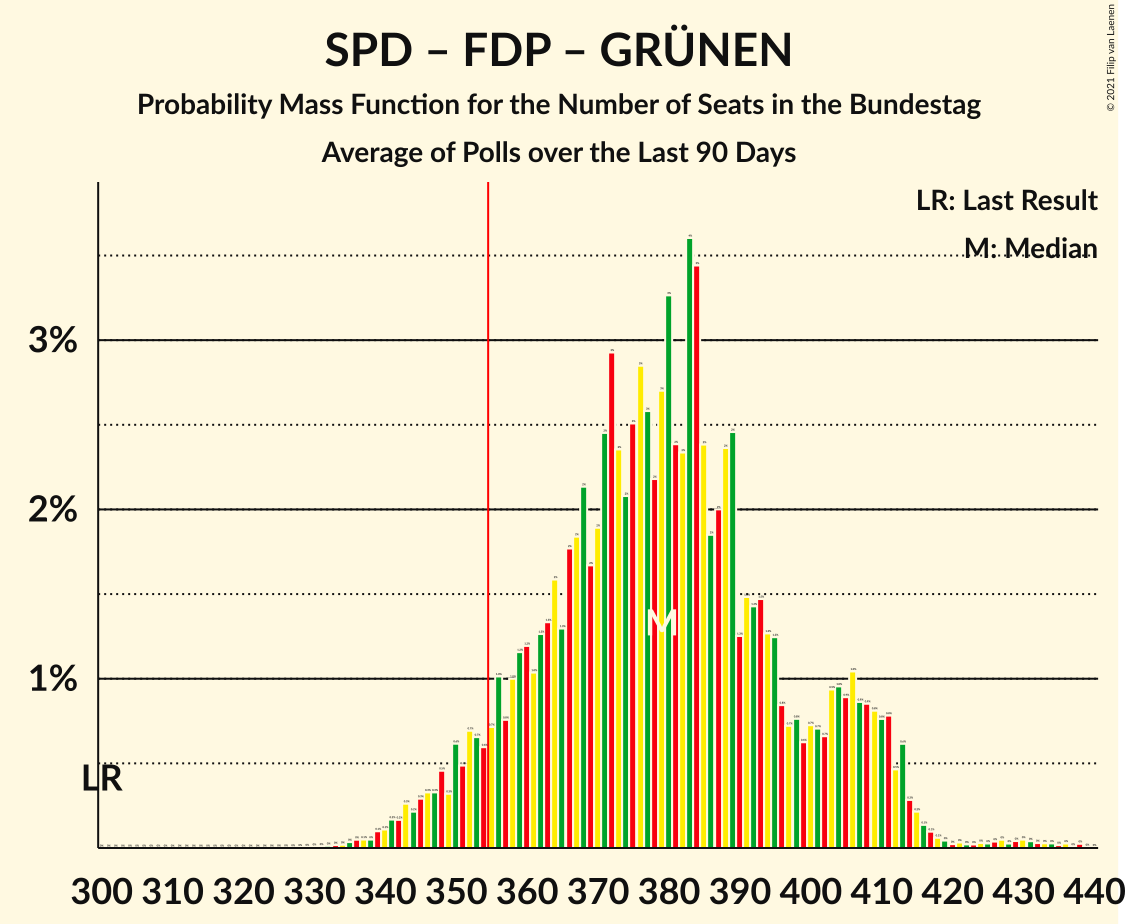 SPD – FDP – GRÜNEN
Probability Mass Function for the Number of Seats in the Bundestag
Average of Polls over the Last 90 Days
© 2021 Filip van Laenen
LR: Last Result
M: Median
3%
2%
1%
LR
M
300 310 320 330 340 350 360 370 380 390 400 410 420 430 440